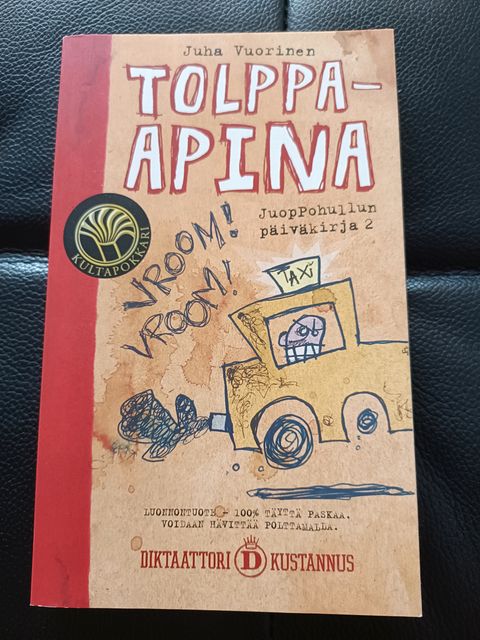 Juha Vuorinen
TOLPPA-
APINA
JuopPohullun
päiväkirja 2
KULTAPOKKARI
VROOM!
VROOM!
TAXI
LUONNONTUOTE - 100% TÄYTTÄ PASKAA.
VOIDAAN HÄVITTÄÄ POLTTAMALLA.
DIKTAATTORI D KUSTANNUS